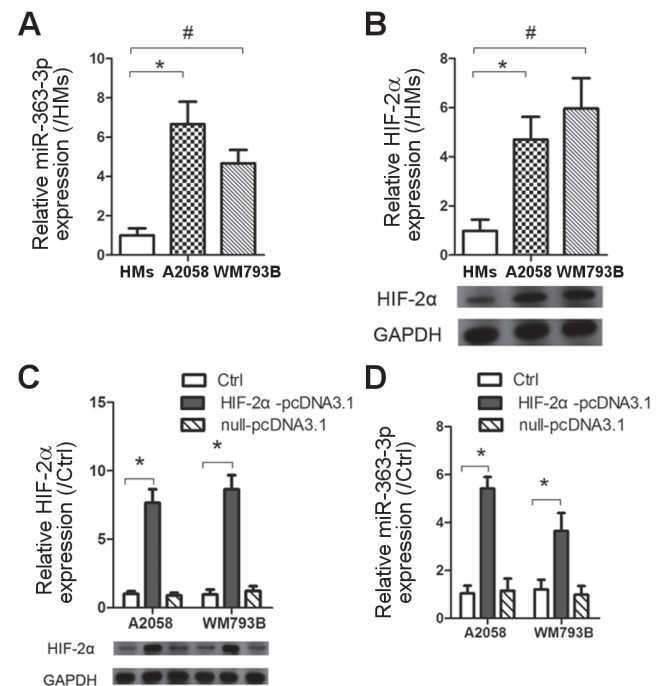 A
Relative miR-363-3p
expression (/HMs)
10
8
6
4
2
0
*
#
HMs A2058 WM793B
B
Relative HIF-2α
expression (/HMs)
8
6
4
2
0
*
#
HMs A2058 WM793B
HIF-2α
GAPDH
C
Ctrl
HIF-2α -pcDNA3.1
null-pcDNA3.1
Relative HIF-2α
expression (/Ctrl)
15
10
5
0
*
*
A2058 WM793B
HIF-2α
GAPDH
D
Ctrl
HIF-2α -pcDNA3.1
null-pcDNA3.1
Relative miR-363-3p
expression (/Ctrl)
8
6
4
2
0
*
*
A2058 WM793B